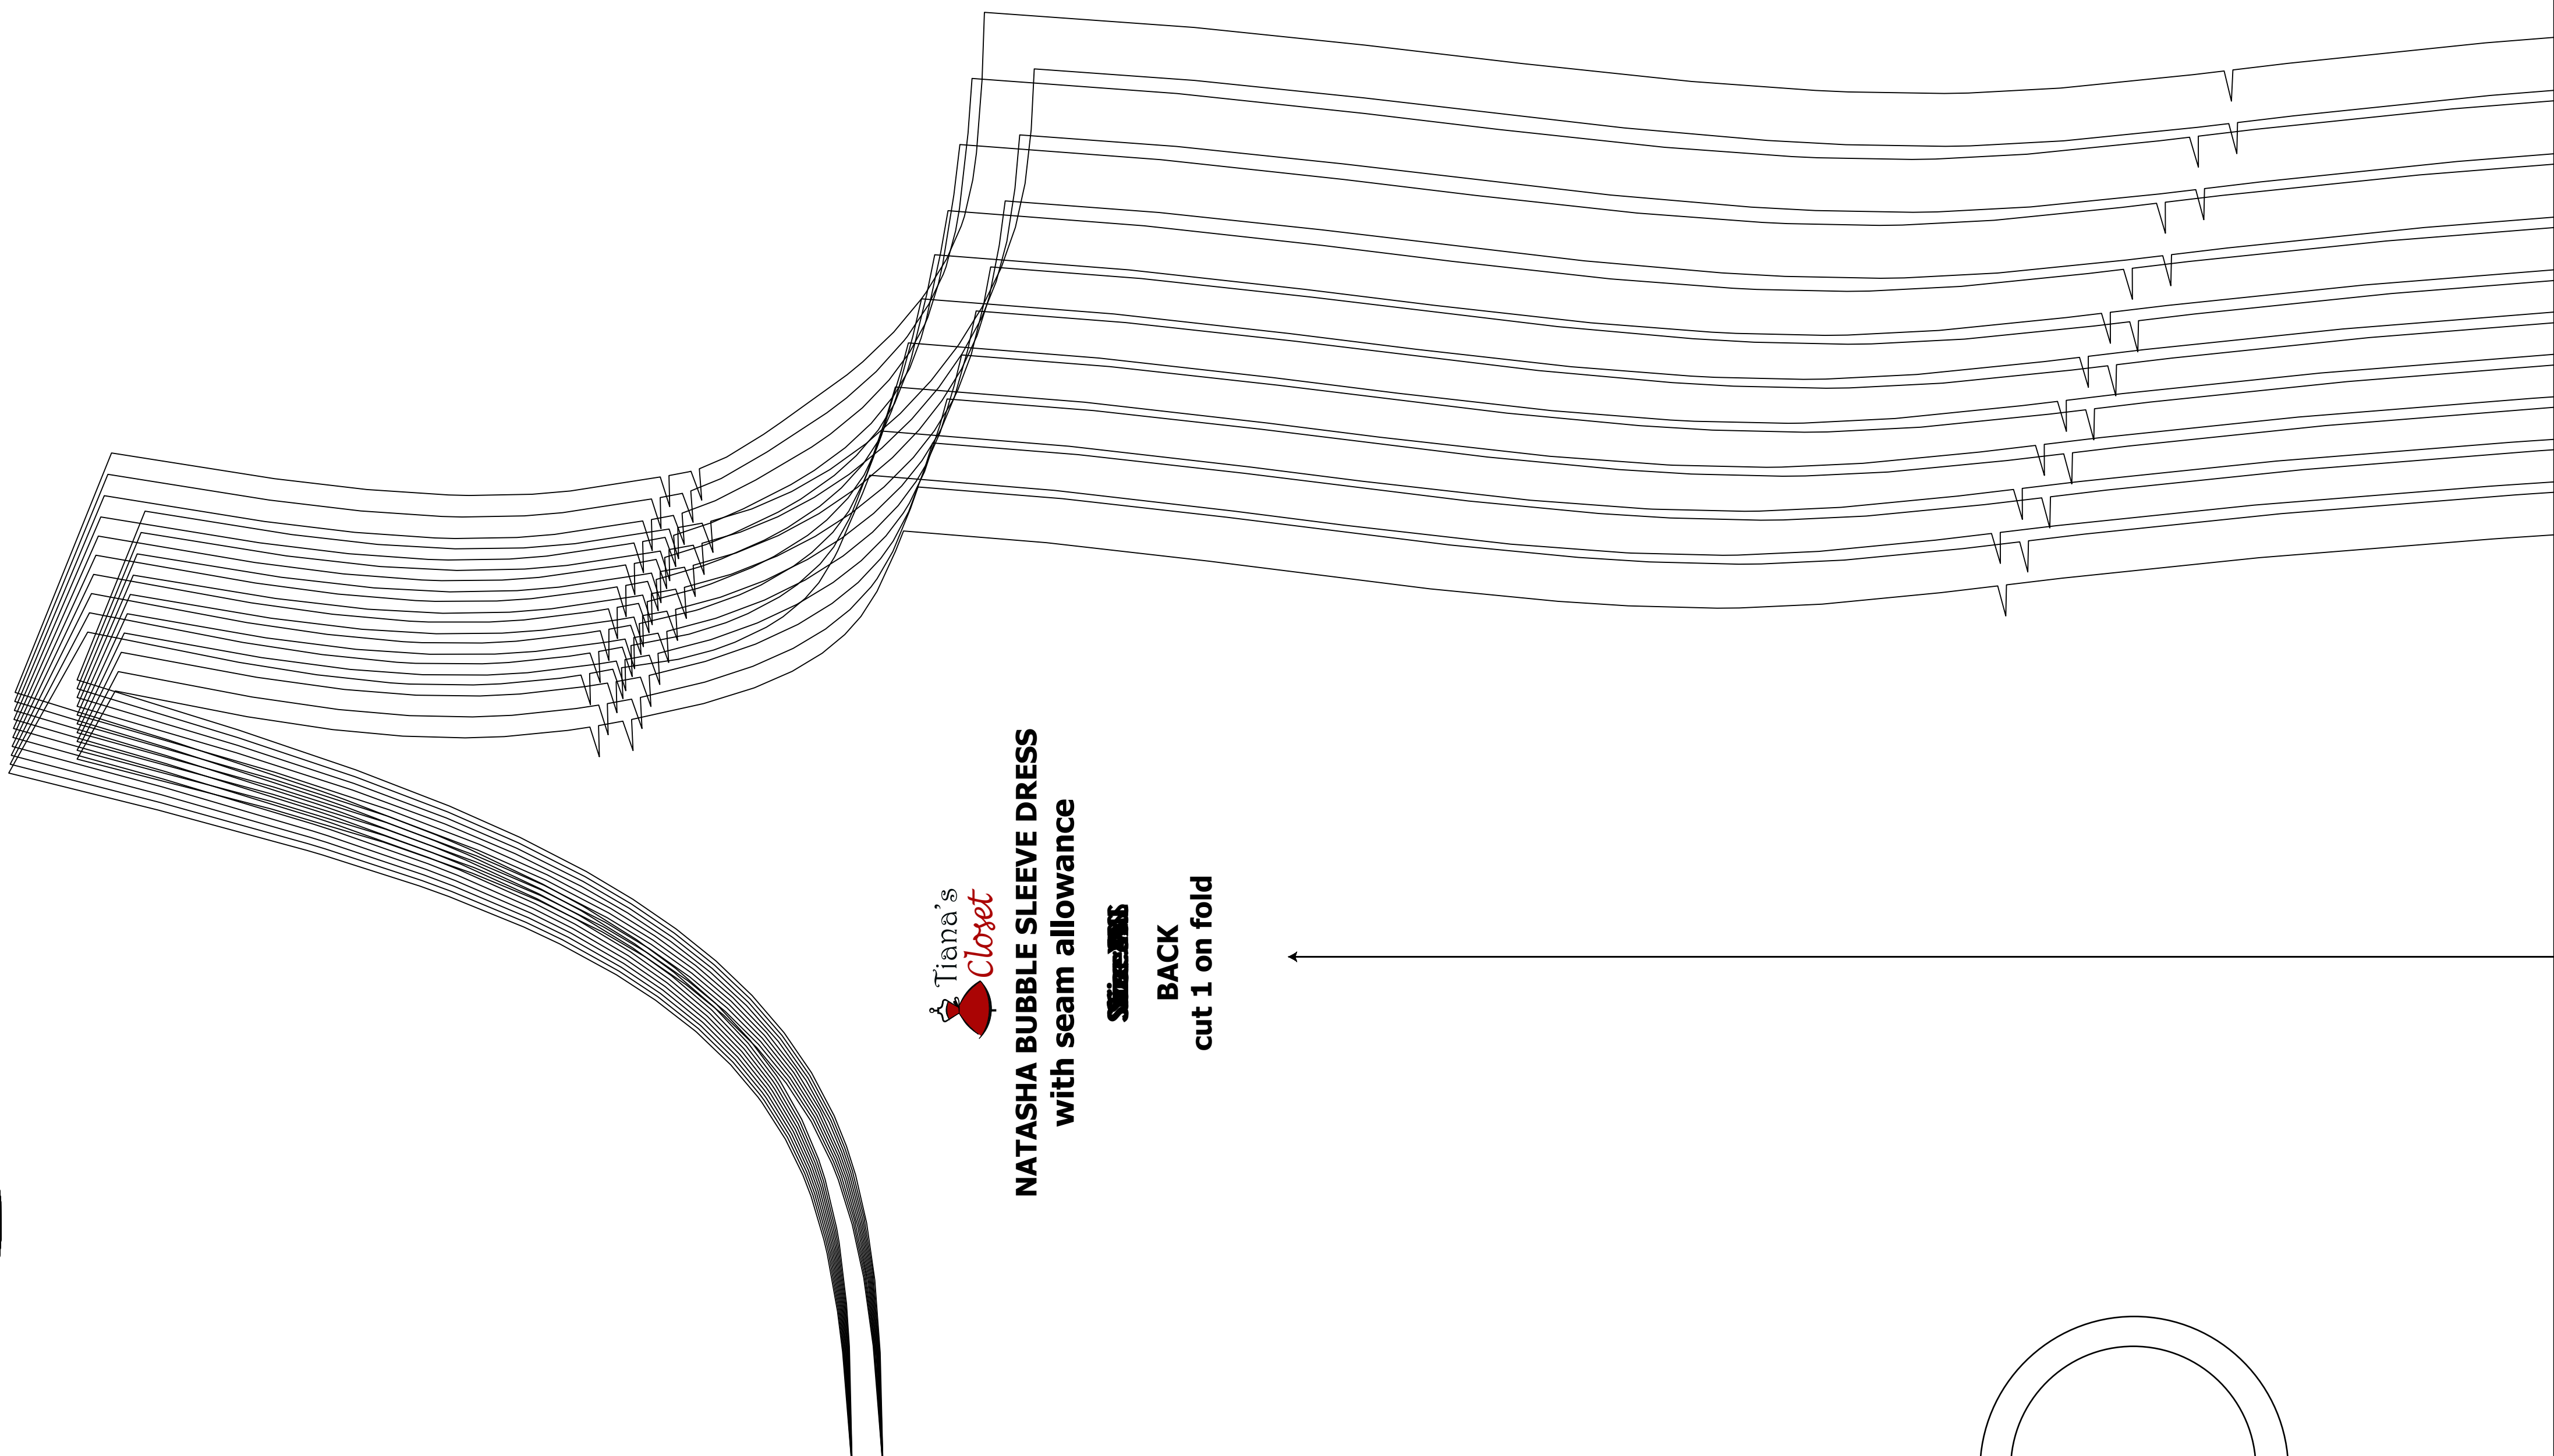 Tiana's
Closet
NATASHA BUBBLE SLEEVE DRESS
with seam allowance
BACK
cut 1 on fold